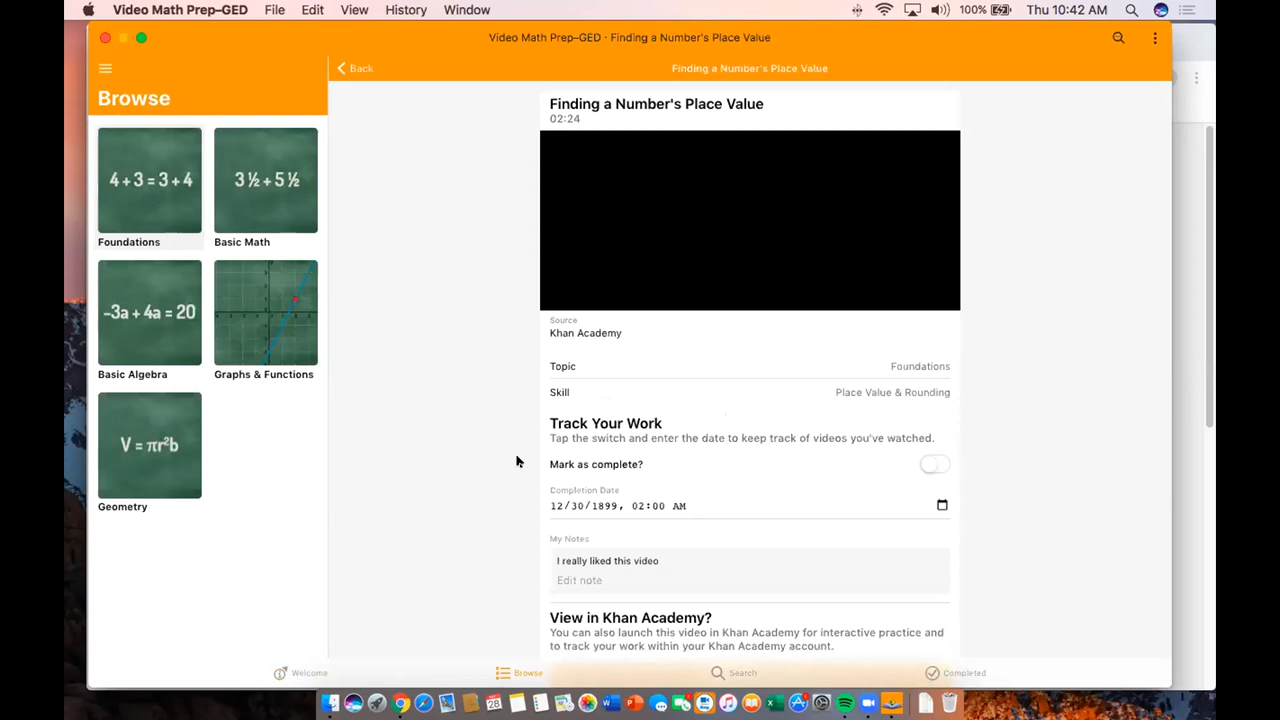 Video Math Prep–GED File Edit View History Window 100% Thu 10:42 AM
Video Math Prep–GED · Finding a Number's Place Value
Back
Finding a Number's Place Value
Browse
4 + 3 = 3 + 4
3 ½ + 5 ½
Foundations
Basic Math
-3a + 4a = 20
Basic Algebra
Graphs & Functions
V = πr²b
Geometry
Finding a Number's Place Value
02:24
Source
Khan Academy
Topic Foundations
Skill Place Value & Rounding
Track Your Work
Tap the switch and enter the date to keep track of videos you've watched.
Mark as complete?
Completion Date
12/30/1899, 02:00 AM
My Notes
I really liked this video
Edit note
View in Khan Academy?
You can also launch this video in Khan Academy for interactive practice and
to track your work within your Khan Academy account.
Welcome Browse Search Completed